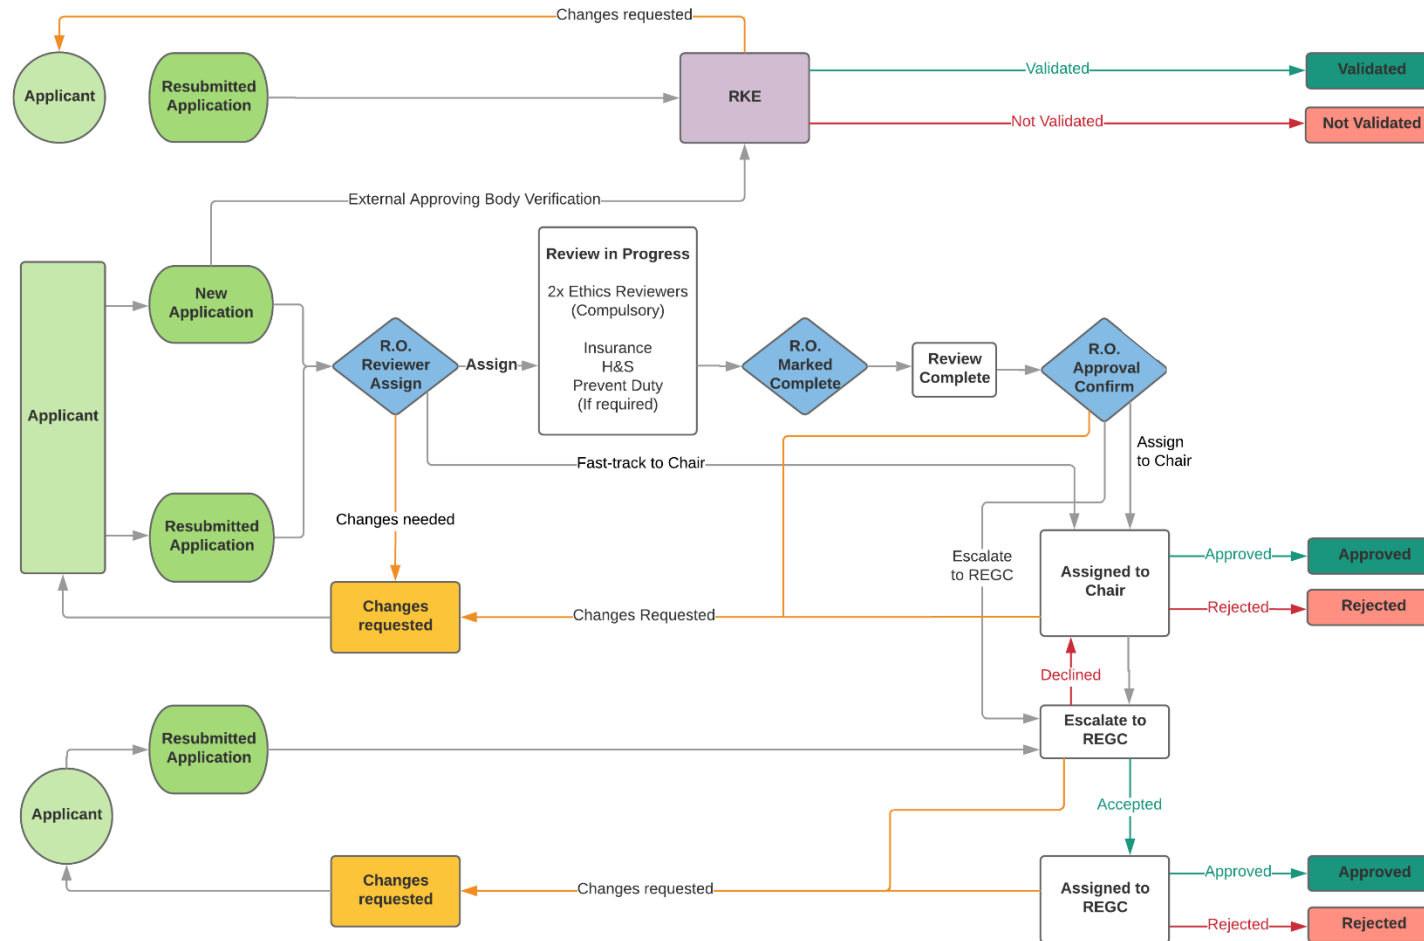 Changes requested
Applicant
Resubmitted
Application
RKE
Validated
Validated
Not Validated
Not Validated
External Approving Body Verification
Review in Progress
2x Ethics Reviewers
(Compulsory)
Insurance
H&S
Prevent Duty
(If required)
New
Application
R.O.
Reviewer
Assign
Assign
R.O.
Marked
Complete
Review
Complete
R.O.
Approval
Confirm
Applicant
Fast-track to Chair
Assign
to Chair
Resubmitted
Application
Changes needed
Escalate
to REGC
Assigned to
Chair
Approved
Approved
Rejected
Rejected
Changes
requested
Changes Requested
Declined
Resubmitted
Application
Escalate to
REGC
Applicant
Accepted
Changes
requested
Changes requested
Assigned to
REGC
Approved
Approved
Rejected
Rejected